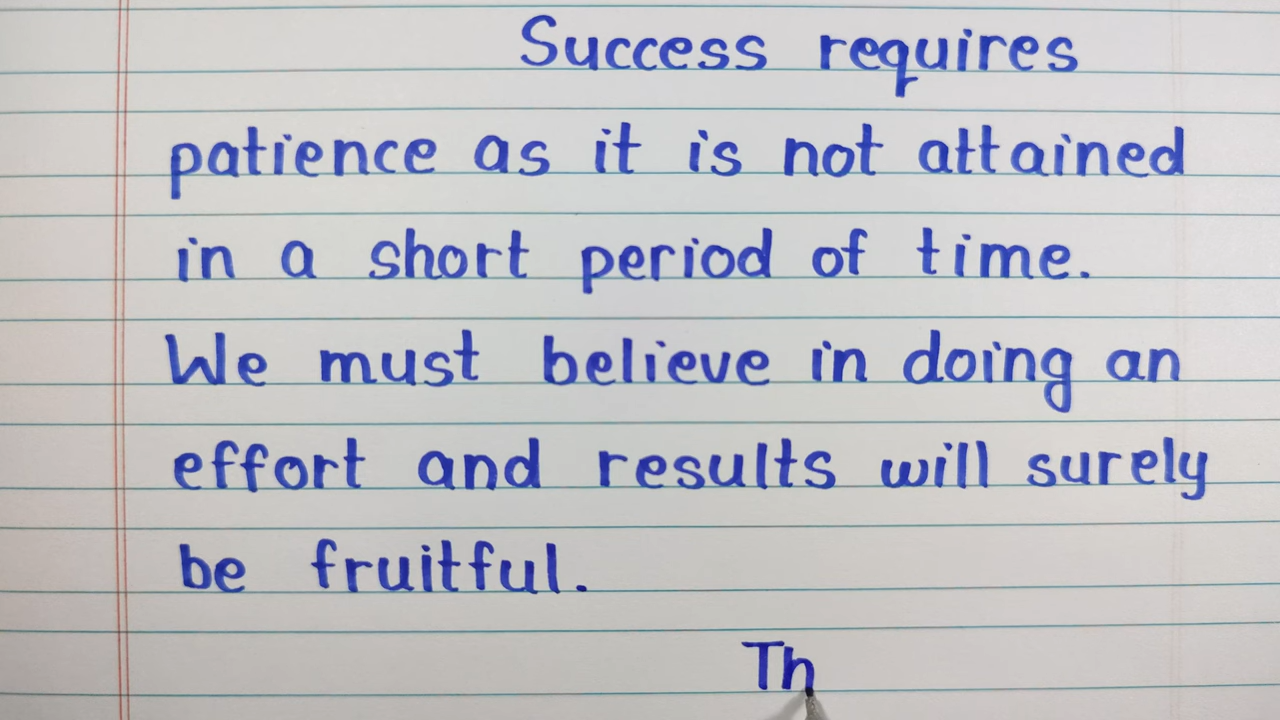 Success requires
patience as it is not attained
in a short period of time.
We must believe in doing an
effort and results will surely
be fruitful.
Th